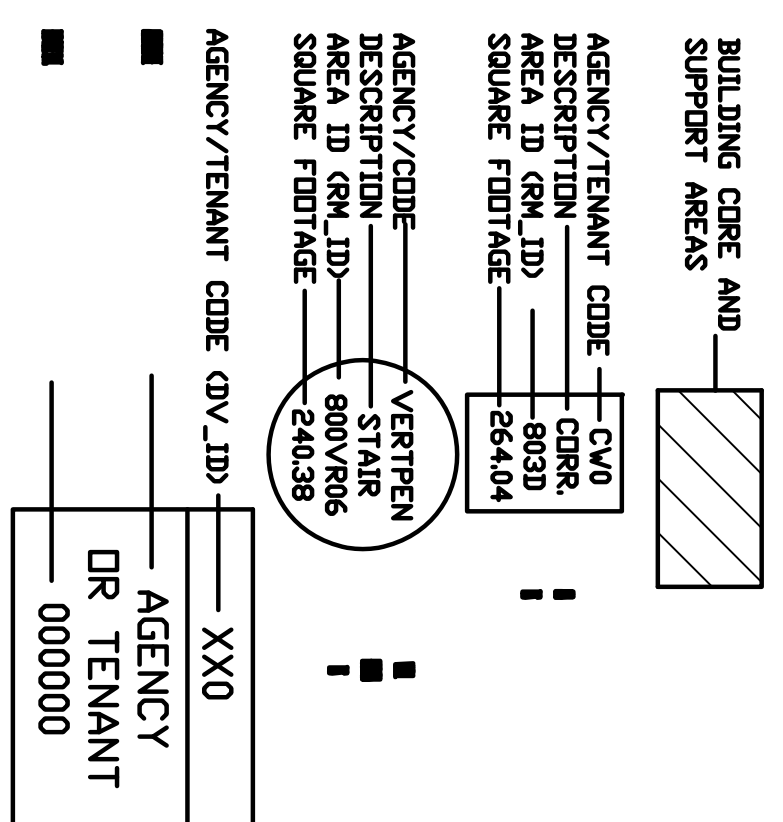 BUILDING CORE AND
SUPPORT AREAS
AGENCY/TENANT CODE
DESCRIPTION
AREA ID (RM_ID)
SQUARE FOOTAGE
CW0
CORR.
803D
264.04
AGENCY/CODE
DESCRIPTION
AREA ID (RM_ID)
SQUARE FOOTAGE
VERTPEN
STAIR
800VR06
240.38
AGENCY/TENANT CODE (DV_ID)
XX0
AGENCY
OR TENANT
000000